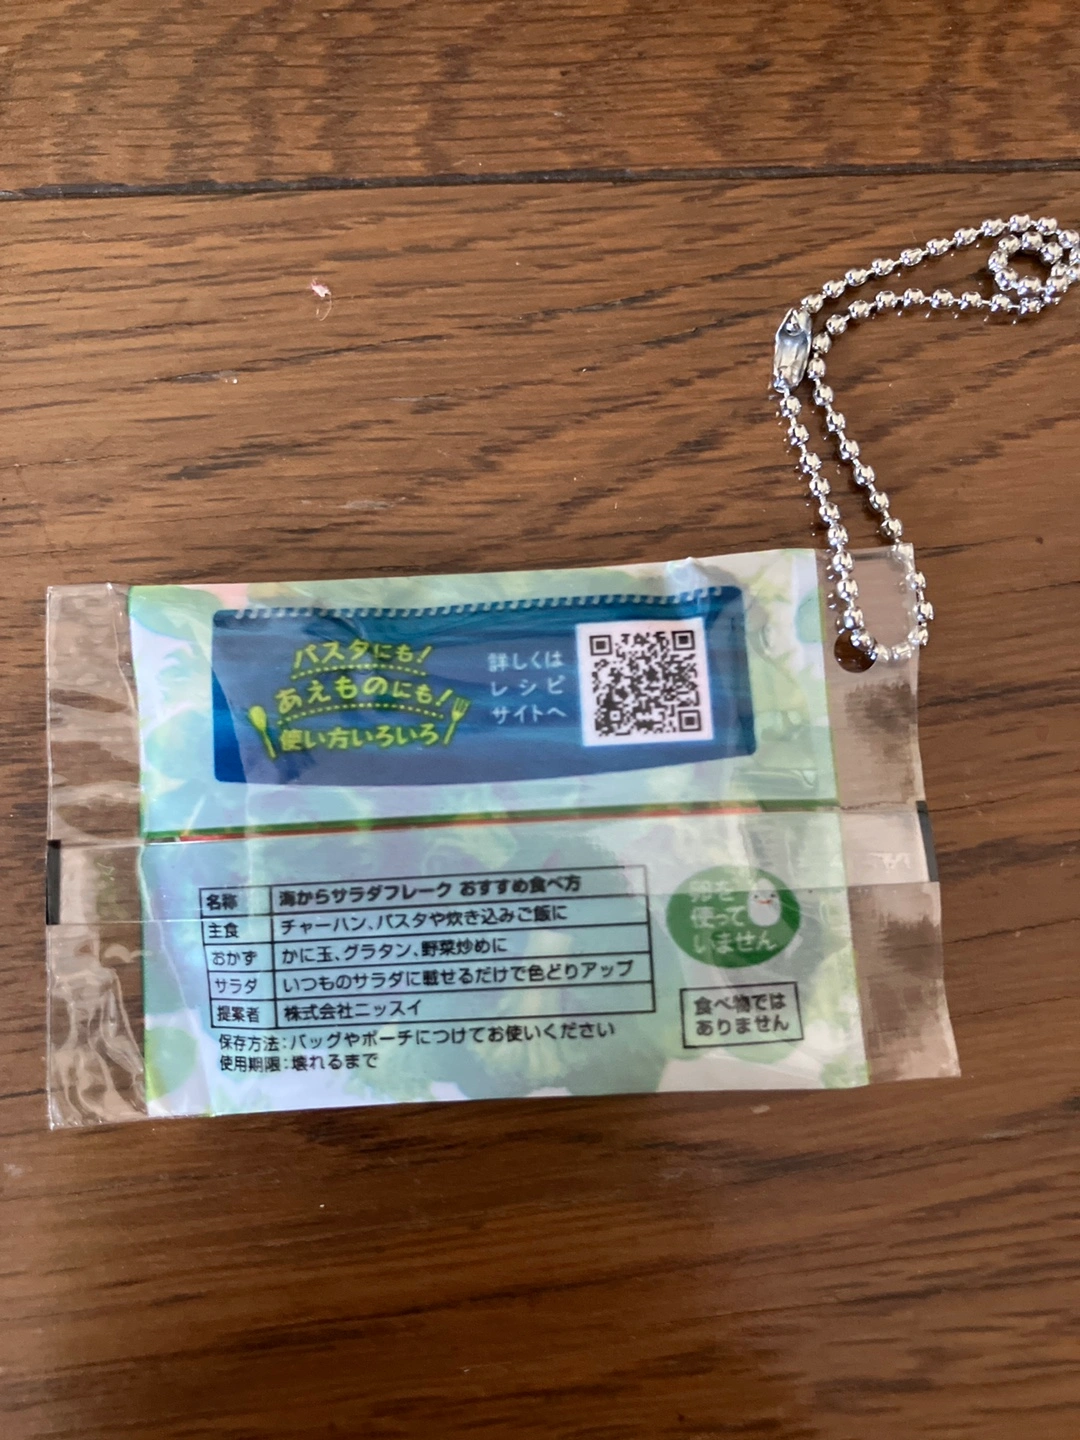 パスタにも!
あえものにも!
使い方いろいろ
詳しくは
レシピ
サイトへ
名称 海からサラダフレーク おすすめ食べ方
主食 チャーハン、パスタや炊き込みご飯に
おかず かに玉、グラタン、野菜炒めに
サラダ いつものサラダに載せるだけで色どりアップ
提案者 株式会社ニッスイ
保存方法:バッグやポーチにつけてお使いください
使用期限:壊れるまで
卵を
使って
いません
食べ物では
ありません